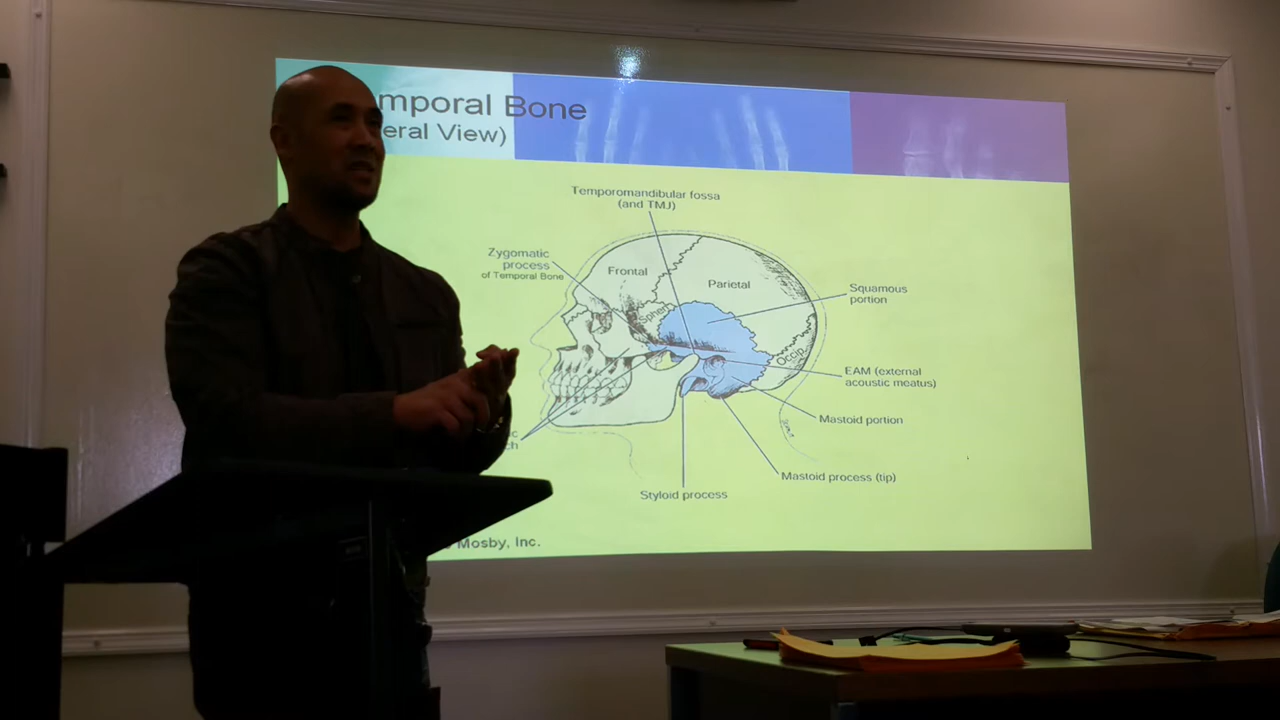 mporal Bone
eral View)
Temporomandibular fossa
(and TMJ)
Zygomatic
process
of Temporal Bone
Frontal
Parietal
Squamous
portion
Sphen
Occip.
EAM (external
acoustic meatus)
Mastoid portion
Mastoid process (tip)
Styloid process
Mosby, Inc.